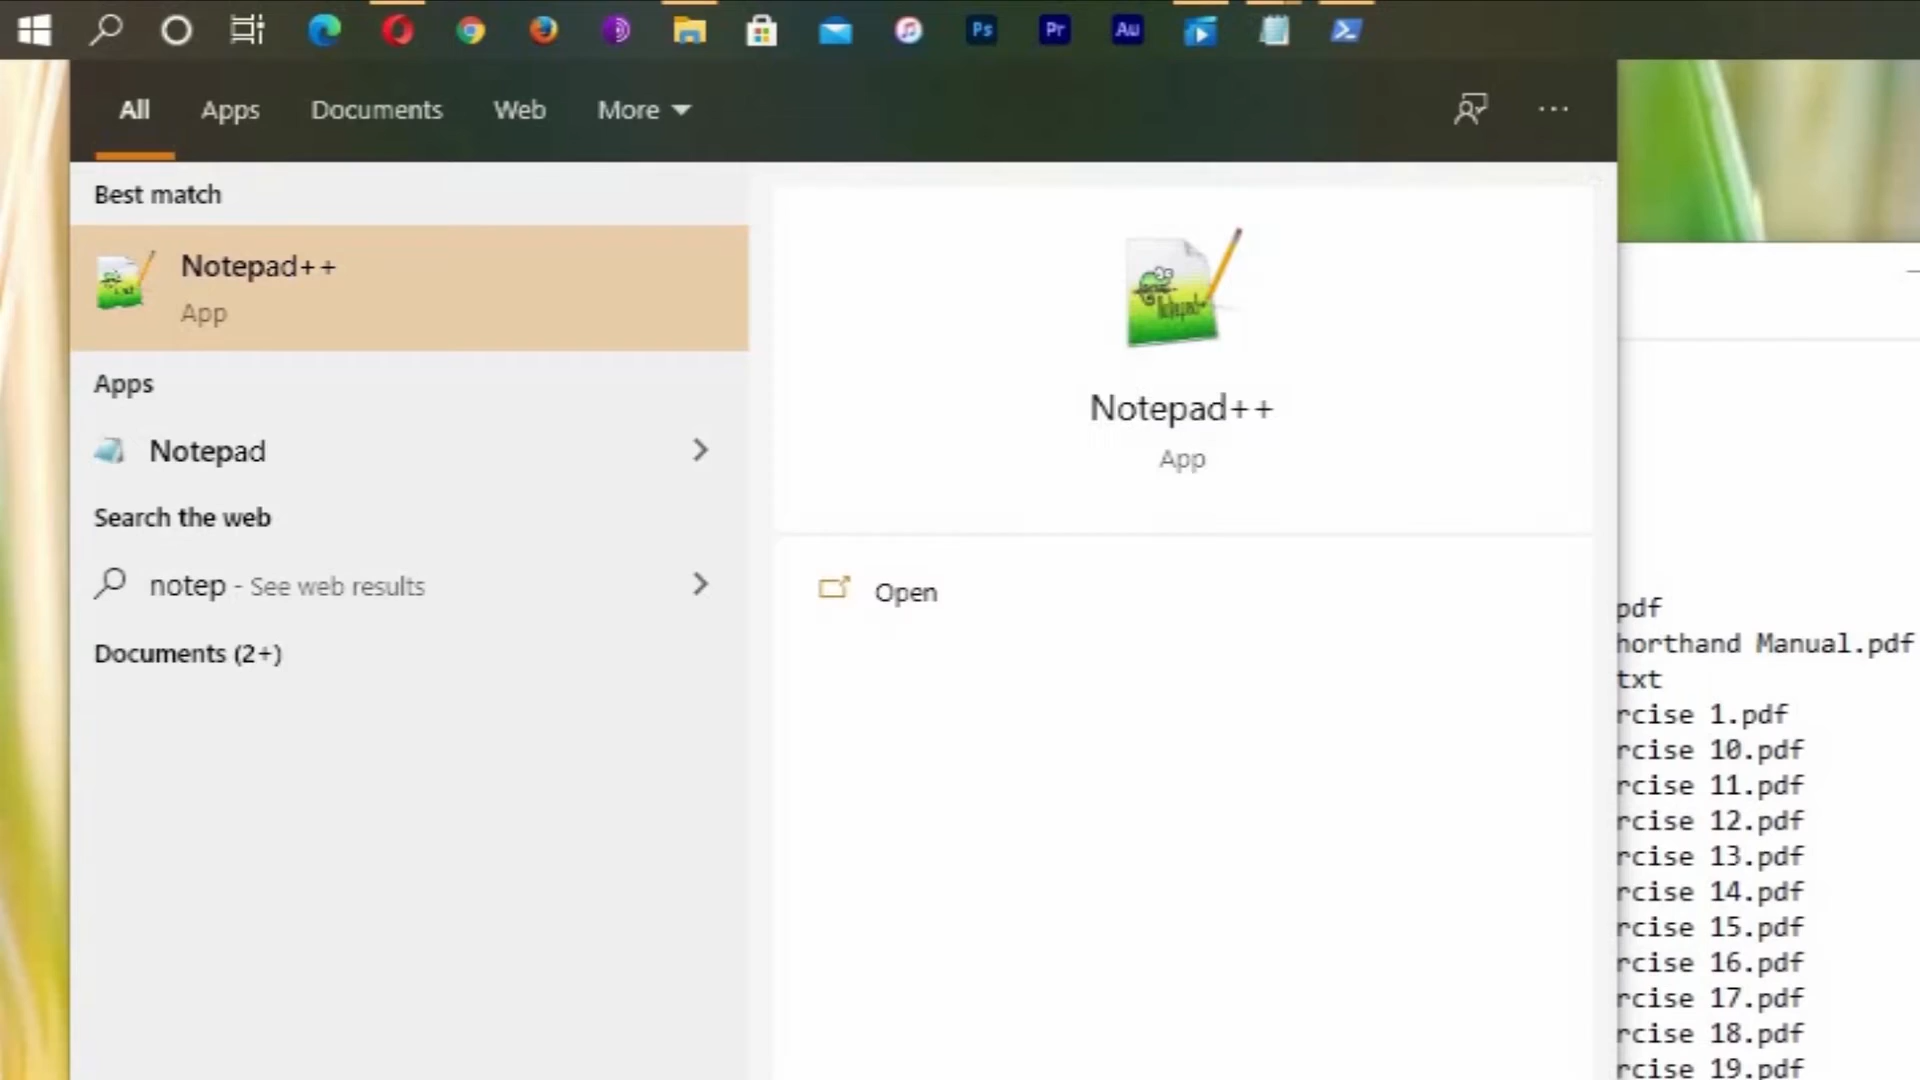 Ps Pr Au
All Apps Documents Web More
Best match
Notepad++
App
Apps
Notepad
Search the web
notep - See web results
Documents (2+)
Notepad++
App
Open
pdf
horthand Manual.pdf
txt
rcise 1.pdf
rcise 10.pdf
rcise 11.pdf
rcise 12.pdf
rcise 13.pdf
rcise 14.pdf
rcise 15.pdf
rcise 16.pdf
rcise 17.pdf
rcise 18.pdf
rcise 19.pdf